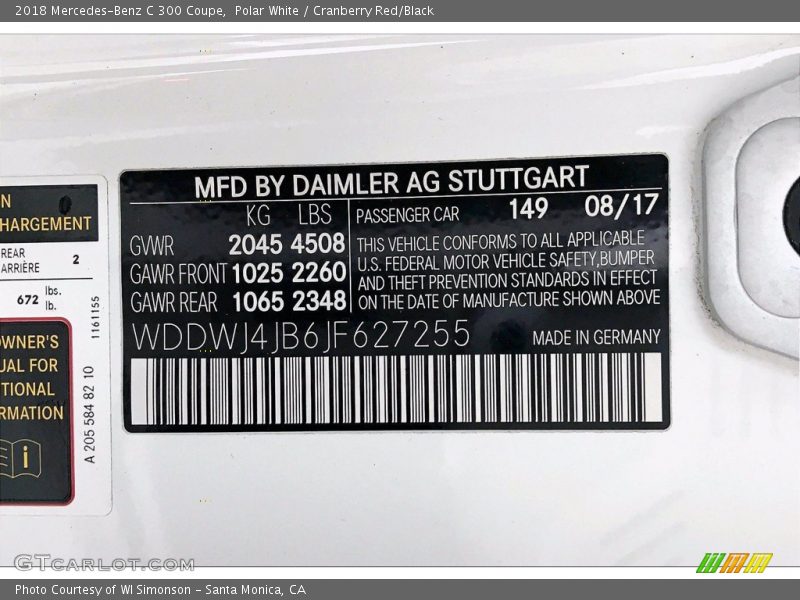 2018 Mercedes-Benz C 300 Coupe, Polar White / Cranberry Red/Black
N
HARGEMENT
REAR
ARRIÈRE 2
672 lbs.
lb.
1161155
OWNER'S
UAL FOR
TIONAL
RMATION
A 205 584 82 10
MFD BY DAIMLER AG STUTTGART
KG LBS
GVWR 2045 4508
GAWR FRONT 1025 2260
GAWR REAR 1065 2348
PASSENGER CAR 149 08/17
THIS VEHICLE CONFORMS TO ALL APPLICABLE
U.S. FEDERAL MOTOR VEHICLE SAFETY,BUMPER
AND THEFT PREVENTION STANDARDS IN EFFECT
ON THE DATE OF MANUFACTURE SHOWN ABOVE
WDDWJ4JB6JF627255 MADE IN GERMANY
GTCARLOT.COM
Photo Courtesy of WI Simonson - Santa Monica, CA